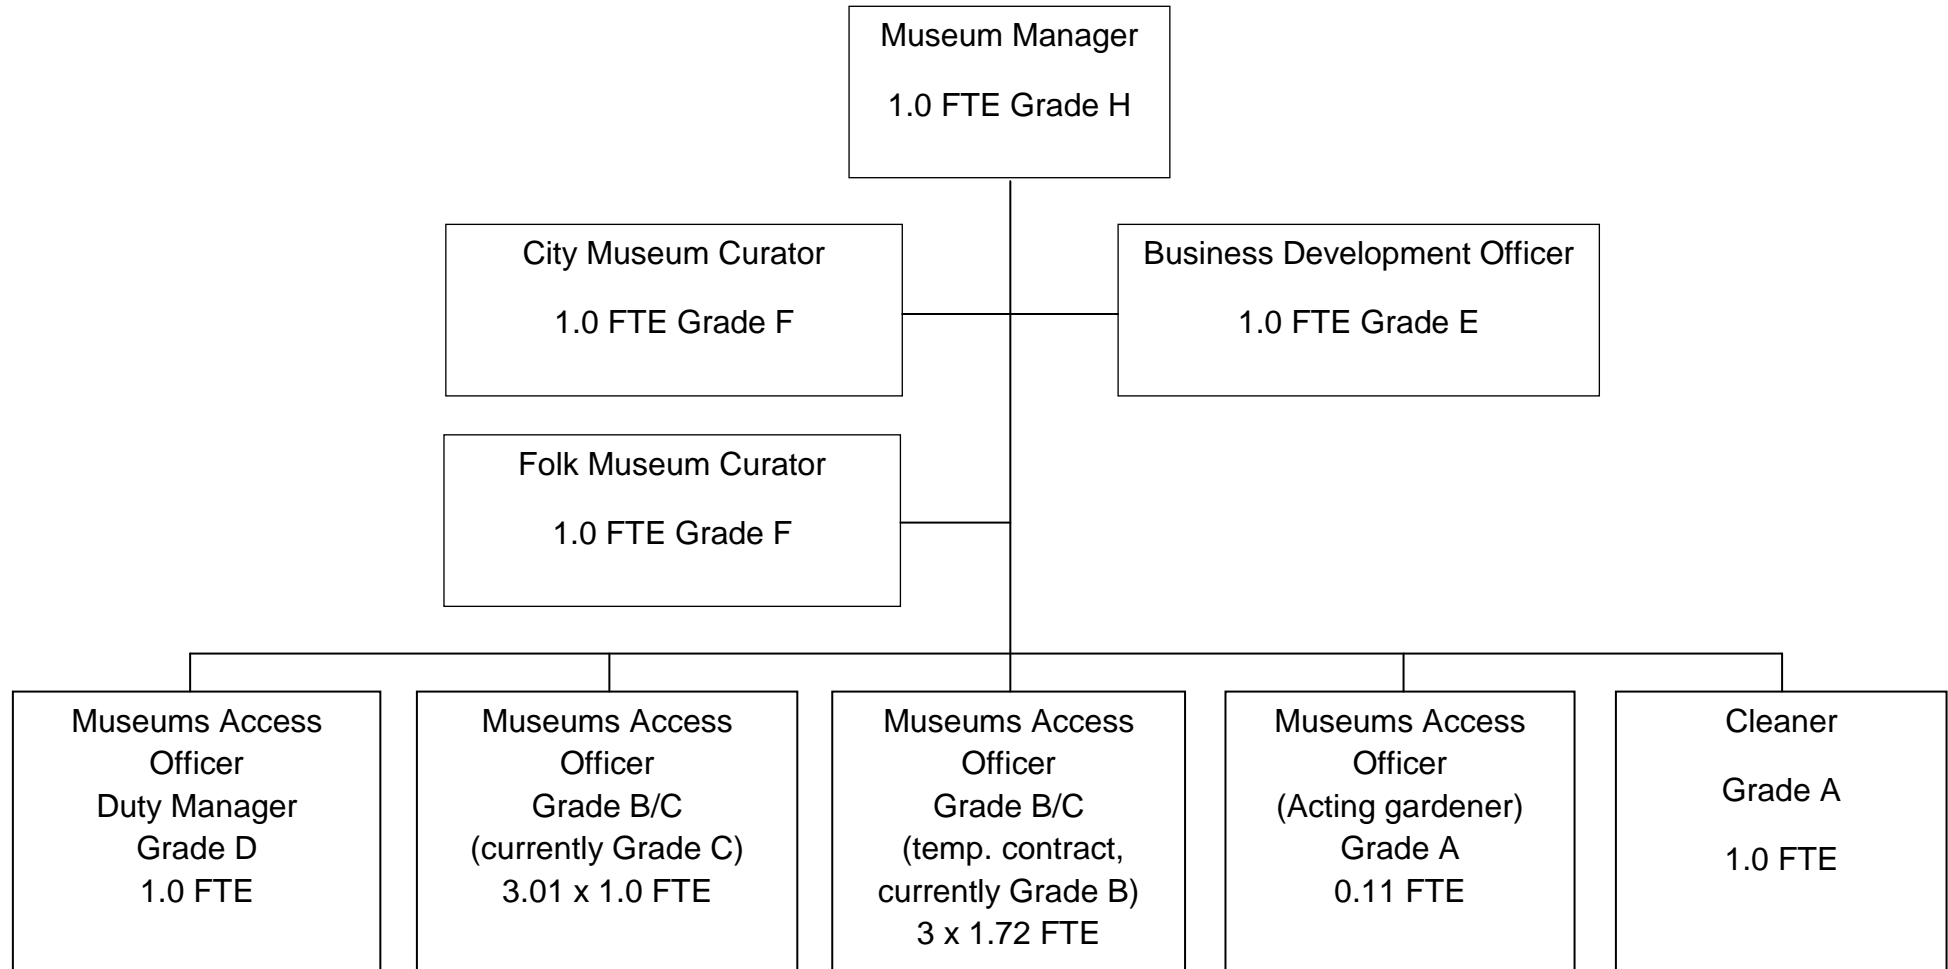 Museum Manager
1.0 FTE Grade H
City Museum Curator
1.0 FTE Grade F
Business Development Officer
1.0 FTE Grade E
Folk Museum Curator
1.0 FTE Grade F
Museums Access
Officer
Duty Manager
Grade D
1.0 FTE
Museums Access
Officer
Grade B/C
(currently Grade C)
3.01 x 1.0 FTE
Museums Access
Officer
Grade B/C
(temp. contract,
currently Grade B)
3 x 1.72 FTE
Museums Access
Officer
(Acting gardener)
Grade A
0.11 FTE
Cleaner
Grade A
1.0 FTE